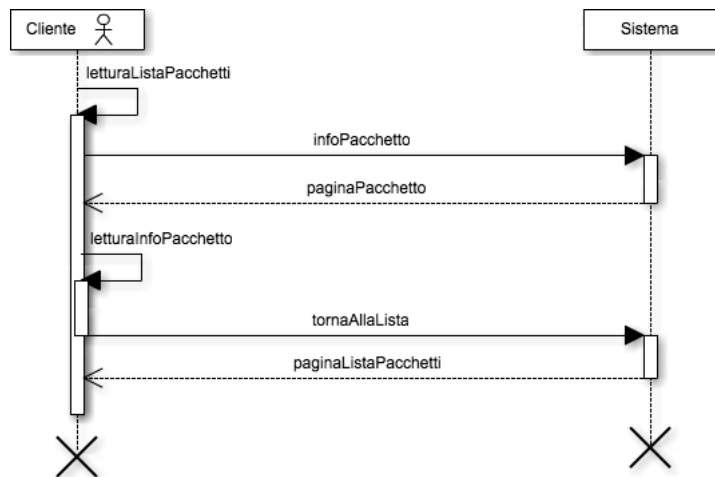 Cliente
Sistema
letturaListaPacchetti
infoPacchetto
paginaPacchetto
letturaInfoPacchetto
tornaAllaLista
paginaListaPacchetti